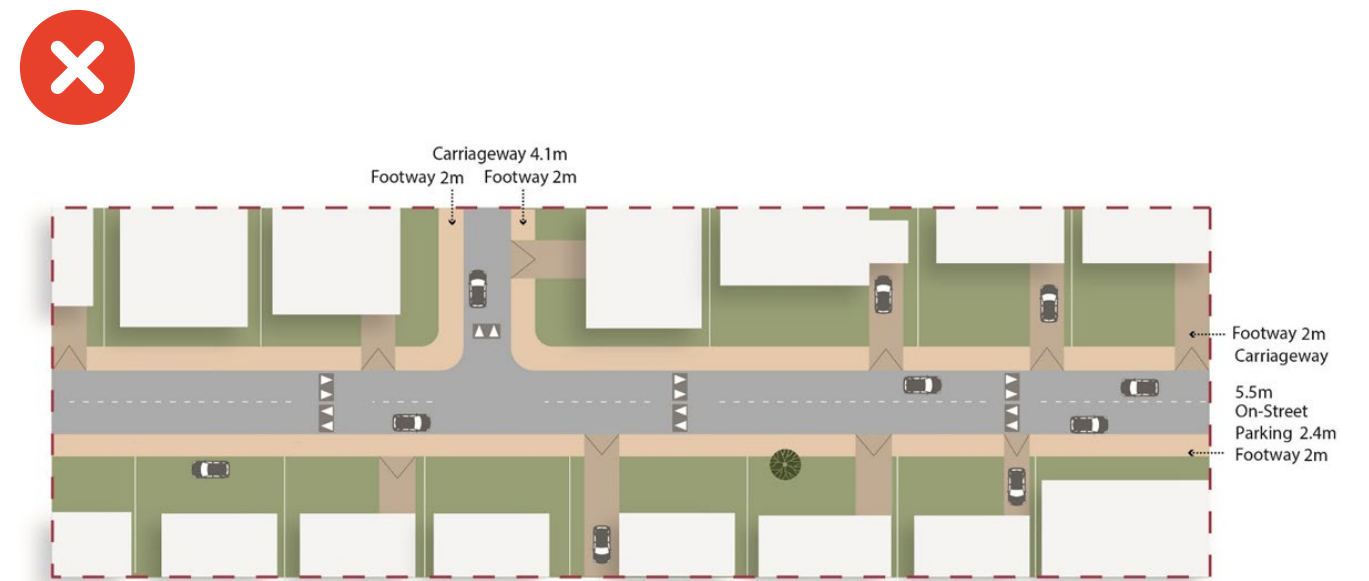 Carriageway 4.1m
Footway 2m Footway 2m
Footway 2m
Carriageway
5.5m
On-Street
Parking 2.4m
Footway 2m